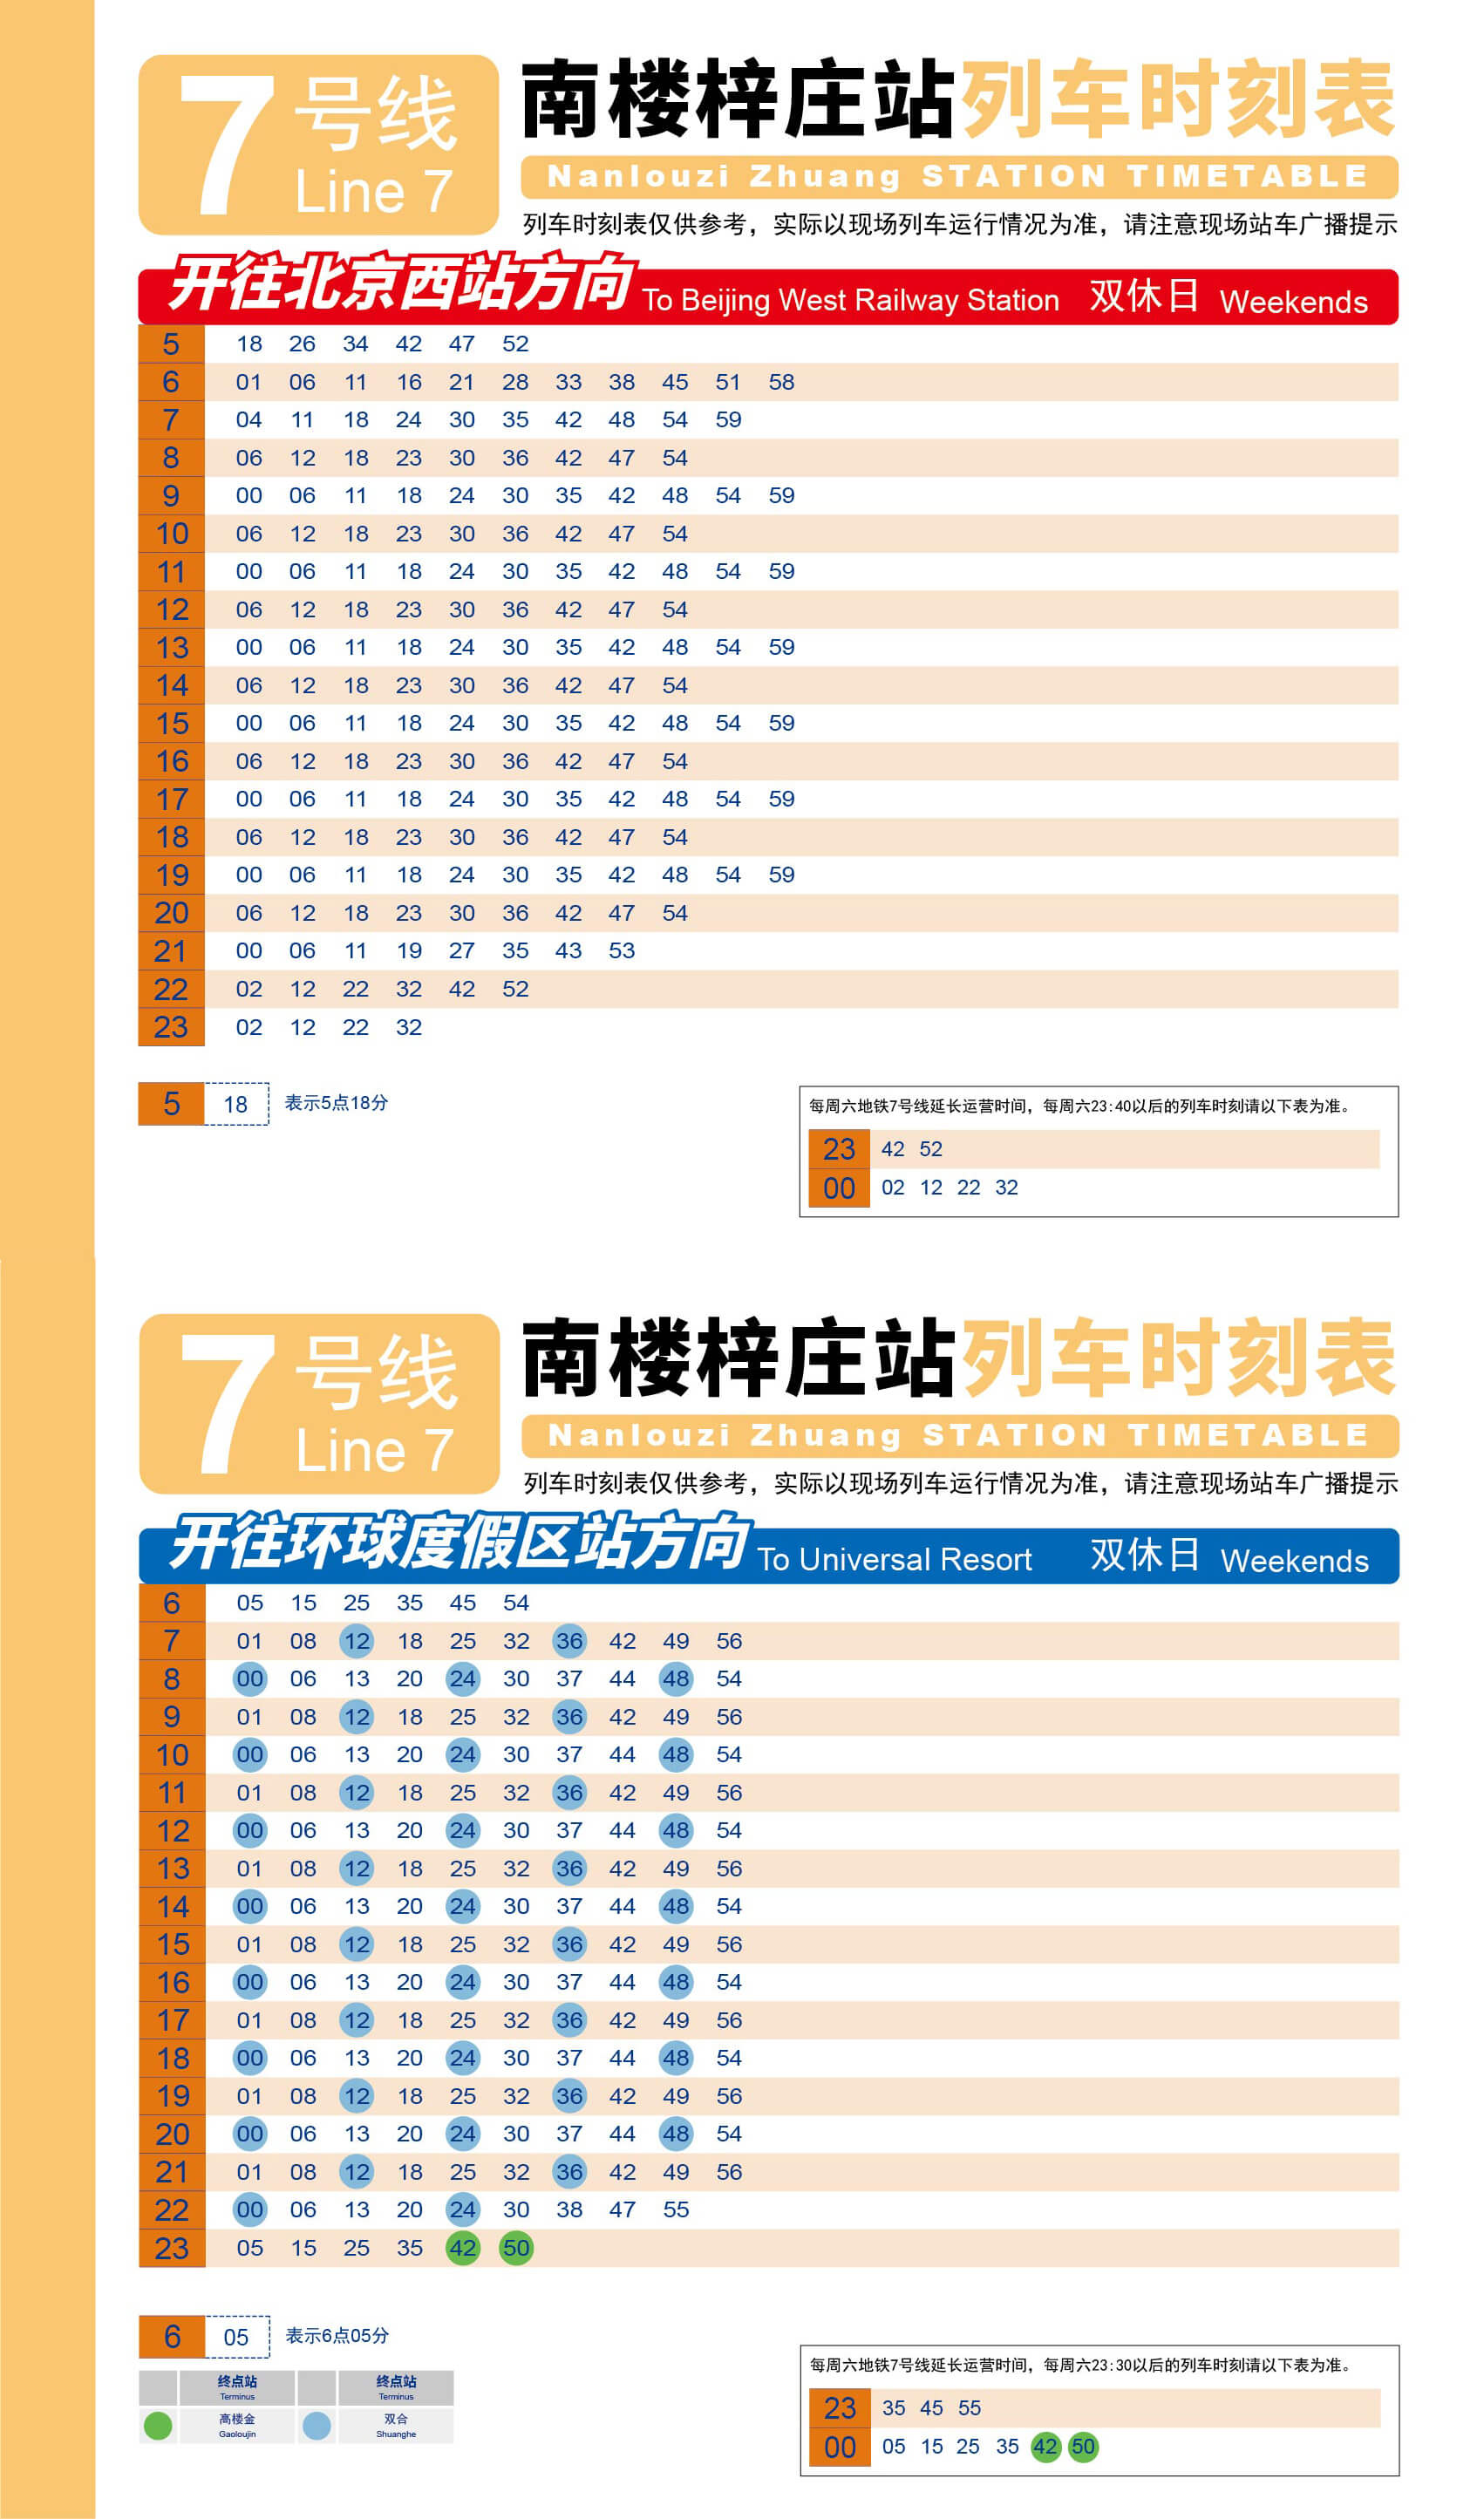 7号线
Line 7
南楼梓庄站列车时刻表
Nanlouzi Zhuang STATION TIMETABLE
列车时刻表仅供参考，实际以现场列车运行情况为准，请注意现场站车广播提示
开往北京西站方向 To Beijing West Railway Station 双休日 Weekends
5 18 26 34 42 47 52
6 01 06 11 16 21 28 33 38 45 51 58
7 04 11 18 24 30 35 42 48 54 59
8 06 12 18 23 30 36 42 47 54
9 00 06 11 18 24 30 35 42 48 54 59
10 06 12 18 23 30 36 42 47 54
11 00 06 11 18 24 30 35 42 48 54 59
12 06 12 18 23 30 36 42 47 54
13 00 06 11 18 24 30 35 42 48 54 59
14 06 12 18 23 30 36 42 47 54
15 00 06 11 18 24 30 35 42 48 54 59
16 06 12 18 23 30 36 42 47 54
17 00 06 11 18 24 30 35 42 48 54 59
18 06 12 18 23 30 36 42 47 54
19 00 06 11 18 24 30 35 42 48 54 59
20 06 12 18 23 30 36 42 47 54
21 00 06 11 19 27 35 43 53
22 02 12 22 32 42 52
23 02 12 22 32
5 18 表示5点18分
每周六地铁7号线延长运营时间，每周六23:40以后的列车时刻请以下表为准。
23 42 52
00 02 12 22 32
7号线
Line 7
南楼梓庄站列车时刻表
Nanlouzi Zhuang STATION TIMETABLE
列车时刻表仅供参考，实际以现场列车运行情况为准，请注意现场站车广播提示
开往环球度假区站方向 To Universal Resort 双休日 Weekends
6 05 15 25 35 45 54
7 01 08 12 18 25 32 36 42 49 56
8 00 06 13 20 24 30 37 44 48 54
9 01 08 12 18 25 32 36 42 49 56
10 00 06 13 20 24 30 37 44 48 54
11 01 08 12 18 25 32 36 42 49 56
12 00 06 13 20 24 30 37 44 48 54
13 01 08 12 18 25 32 36 42 49 56
14 00 06 13 20 24 30 37 44 48 54
15 01 08 12 18 25 32 36 42 49 56
16 00 06 13 20 24 30 37 44 48 54
17 01 08 12 18 25 32 36 42 49 56
18 00 06 13 20 24 30 37 44 48 54
19 01 08 12 18 25 32 36 42 49 56
20 00 06 13 20 24 30 37 44 48 54
21 01 08 12 18 25 32 36 42 49 56
22 00 06 13 20 24 30 38 47 55
23 05 15 25 35 42 50
6 05 表示6点05分
终点站 终点站
Terminus Terminus
高楼金 双合
Gaoloujin Shuanghe
每周六地铁7号线延长运营时间，每周六23:30以后的列车时刻请以下表为准。
23 35 45 55
00 05 15 25 35 42 50